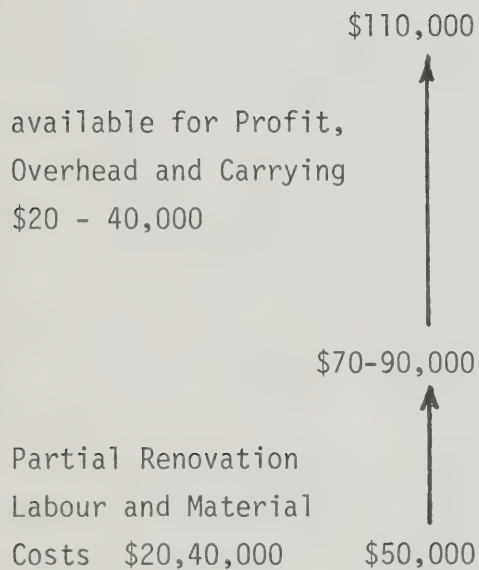 $110,000
available for Profit,
Overhead and Carrying
$20 - 40,000
$70-90,000
Partial Renovation
Labour and Material
Costs $20,40,000 $50,000